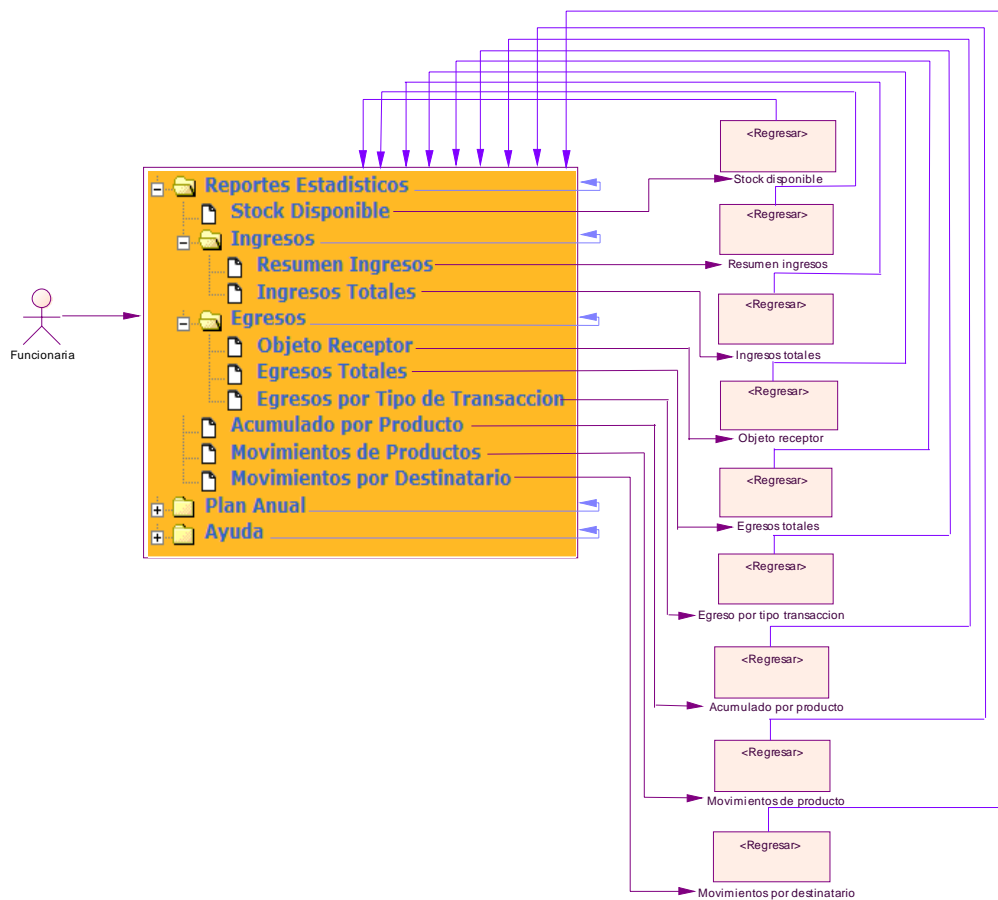 Funcionaria
Reportes Estadisticos
Stock Disponible
Ingresos
Resumen Ingresos
Ingresos Totales
Egresos
Objeto Receptor
Egresos Totales
Egresos por Tipo de Transaccion
Acumulado por Producto
Movimientos de Productos
Movimientos por Destinatario
Plan Anual
Ayuda
<Regresar>
Stock disponible
<Regresar>
Resumen ingresos
<Regresar>
Ingresos totales
<Regresar>
Objeto receptor
<Regresar>
Egresos totales
<Regresar>
Egreso por tipo transaccion
<Regresar>
Acumulado por producto
<Regresar>
Movimientos de producto
<Regresar>
Movimientos por destinatario